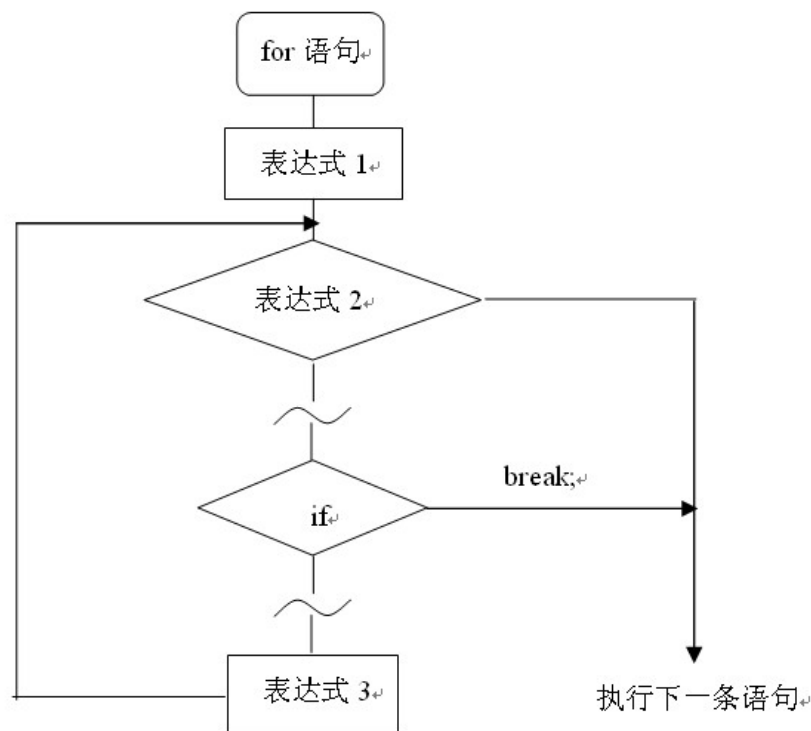 for 语句↵
表达式 1↵
表达式 2↵
break;↵
if↵
表达式 3↵
执行下一条语句↵